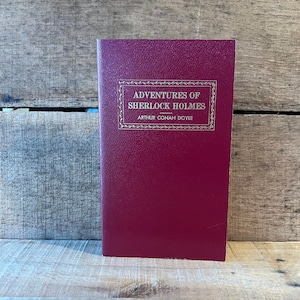 ADVENTURES OF
SHERLOCK HOLMES
ARTHUR CONAN DOYLE